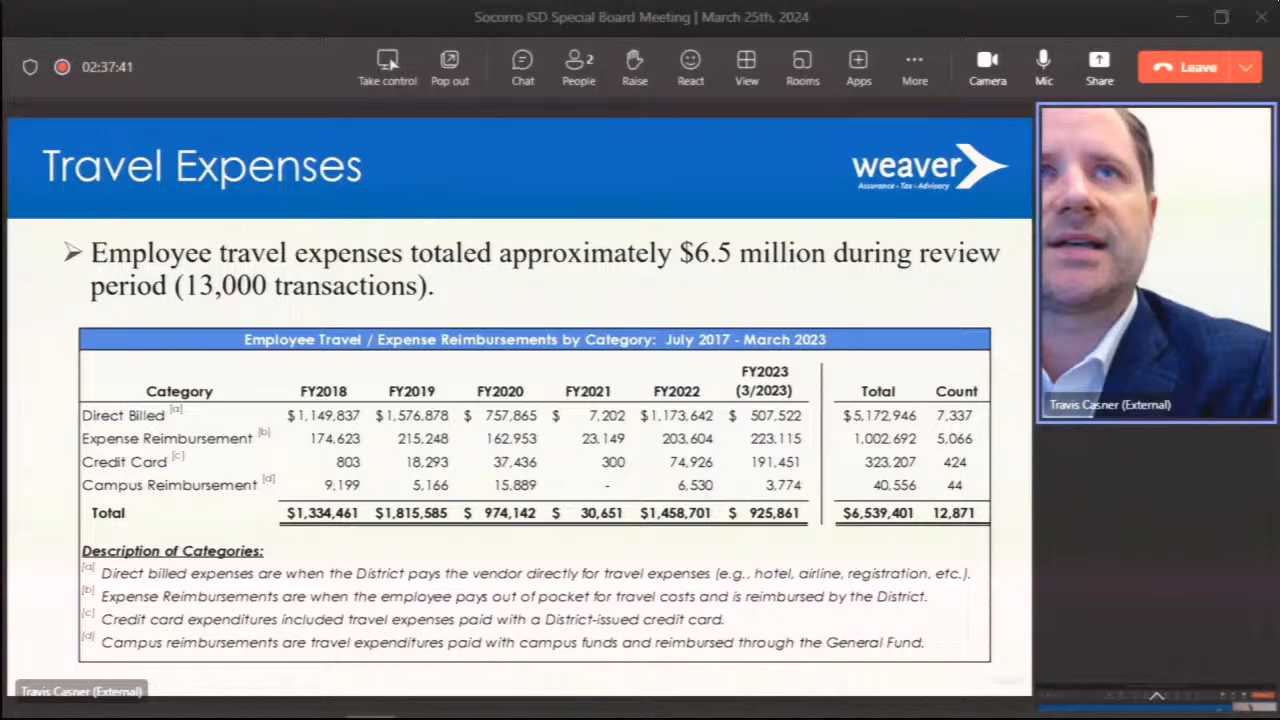 Socorro ISD Special Board Meeting | March 25th, 2024
02:37:41
Take control Pop out Chat People 2 Raise React View Rooms Apps More Camera Mic Share Leave
Travel Expenses
weaver
Assurance • Tax • Advisory
Employee travel expenses totaled approximately $6.5 million during review
period (13,000 transactions).
Employee Travel / Expense Reimbursements by Category: July 2017 - March 2023
Category FY2018 FY2019 FY2020 FY2021 FY2022 FY2023 (3/2023) Total Count
Direct Billed [a] $1,149,837 $1,576,878 $ 757,865 $ 7,202 $1,173,642 $ 507,522 $5,172,946 7,337
Expense Reimbursement [b] 174,623 215,248 162,953 23,149 203,604 223,115 1,002,692 5,066
Credit Card [c] 803 18,293 37,436 300 74,926 191,451 323,207 424
Campus Reimbursement [d] 9,199 5,166 15,889 - 6,530 3,774 40,556 44
Total $1,334,461 $1,815,585 $ 974,142 $ 30,651 $1,458,701 $ 925,861 $6,539,401 12,871
Description of Categories:
[a] Direct billed expenses are when the District pays the vendor directly for travel expenses (e.g., hotel, airline, registration, etc.).
[b] Expense Reimbursements are when the employee pays out of pocket for travel costs and is reimbursed by the District.
[c] Credit card expenditures included travel expenses paid with a District-issued credit card.
[d] Campus reimbursements are travel expenditures paid with campus funds and reimbursed through the General Fund.
Travis Casner (External)
Travis Casner (External)